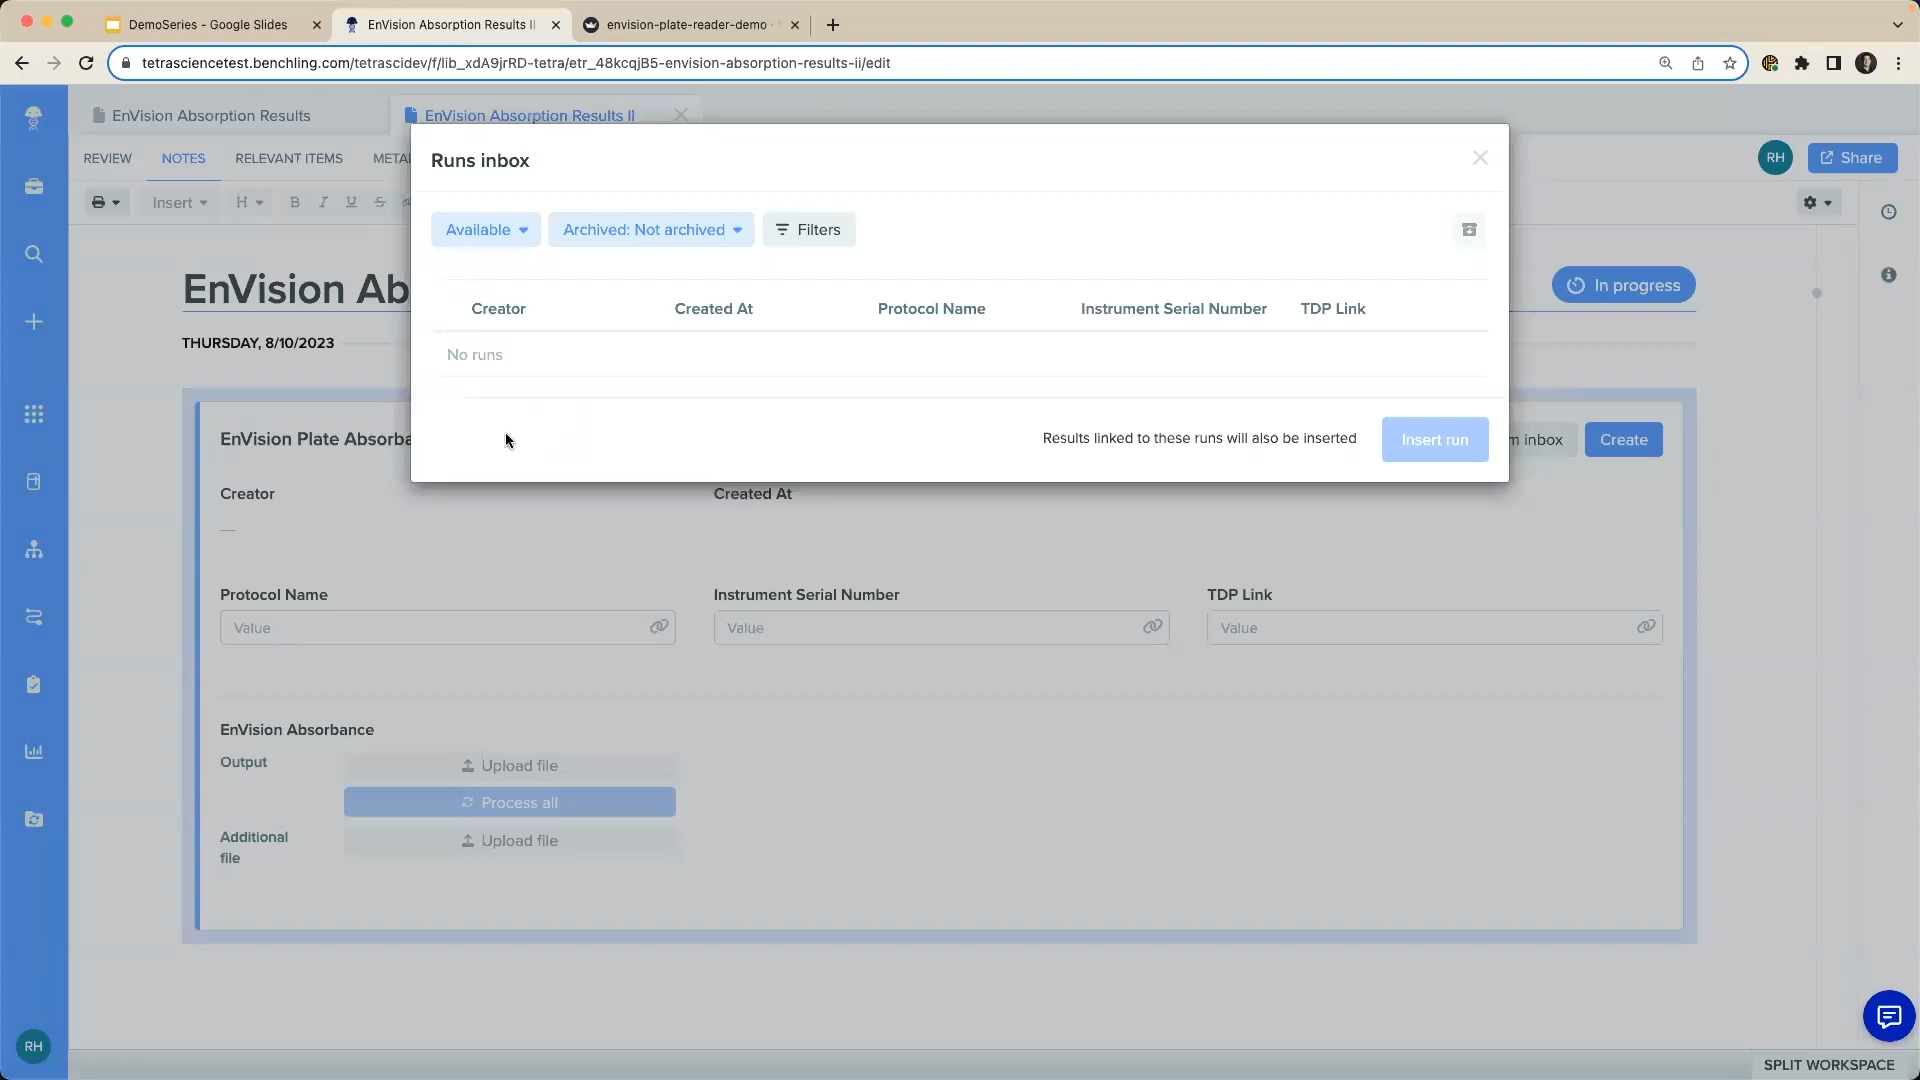 DemoSeries - Google Slides
EnVision Absorption Results II
envision-plate-reader-demo
tetrasciencetest.benchling.com/tetrascidev/f/lib_xdA9jrRD-tetra/etr_48kcqjB5-envision-absorption-results-ii/edit
EnVision Absorption Results
EnVision Absorption Results II
REVIEW
NOTES
RELEVANT ITEMS
META
RH
Share
Insert
H
B
I
U
S
Runs inbox
Available
Archived: Not archived
Filters
Creator
Created At
Protocol Name
Instrument Serial Number
TDP Link
No runs
Results linked to these runs will also be inserted
Insert run
EnVision Ab
In progress
THURSDAY, 8/10/2023
EnVision Plate Absorba
m inbox
Create
Creator
Created At
—
Protocol Name
Instrument Serial Number
TDP Link
Value
Value
Value
EnVision Absorbance
Output
Upload file
Process all
Additional
file
Upload file
RH
SPLIT WORKSPACE